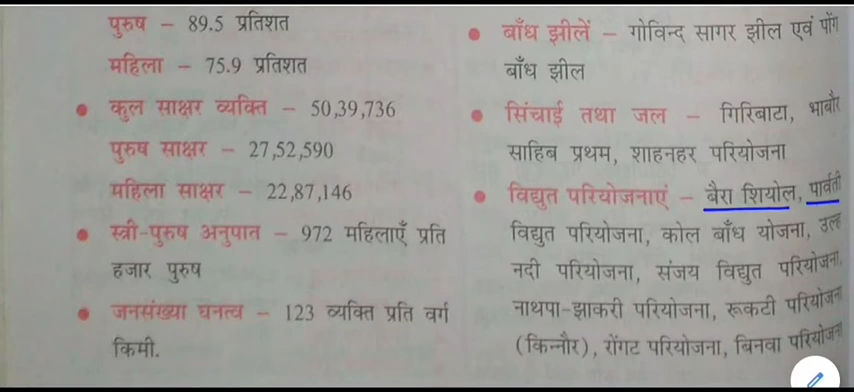 पुरुष – 89.5 प्रतिशत
महिला – 75.9 प्रतिशत
● कुल साक्षर व्यक्ति – 50,39,736
पुरुष साक्षर – 27,52,590
महिला साक्षर – 22,87,146
● स्त्री-पुरुष अनुपात – 972 महिलाएँ प्रति
हजार पुरुष
● जनसंख्या घनत्व – 123 व्यक्ति प्रति वर्ग
किमी.
● बाँध झीलें – गोविन्द सागर झील एवं पोंग
बाँध झील
● सिंचाई तथा जल – गिरिबाटा, भाबौर
साहिब प्रथम, शाहनहर परियोजना
● विद्युत परियोजनाएं – बैरा शियोल, पार्वती
विद्युत परियोजना, कोल बाँध योजना, उल्ह
नदी परियोजना, संजय विद्युत परियोजना,
नाथपा-झाकरी परियोजना, रूकटी परियोजना
(किन्नौर), रोंगट परियोजना, बिनवा परियोजना